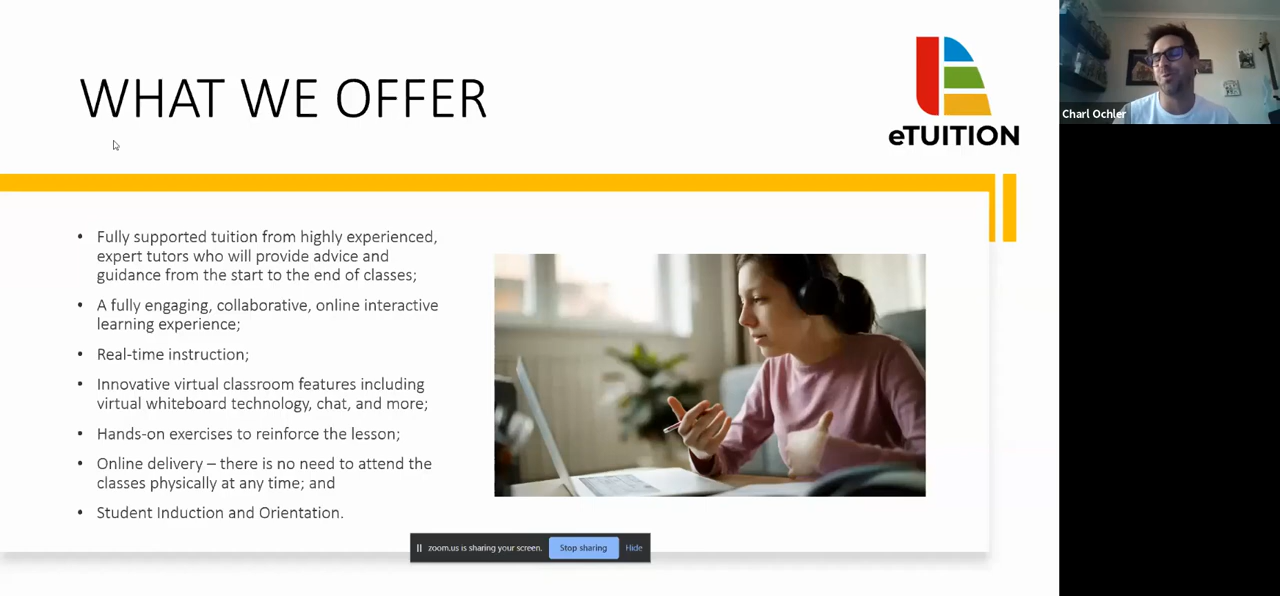 WHAT WE OFFER
eTUITION
Charl Ochler
• Fully supported tuition from highly experienced,
expert tutors who will provide advice and
guidance from the start to the end of classes;
• A fully engaging, collaborative, online interactive
learning experience;
• Real-time instruction;
• Innovative virtual classroom features including
virtual whiteboard technology, chat, and more;
• Hands-on exercises to reinforce the lesson;
• Online delivery – there is no need to attend the
classes physically at any time; and
• Student Induction and Orientation.
zoom.us is sharing your screen. Stop sharing Hide